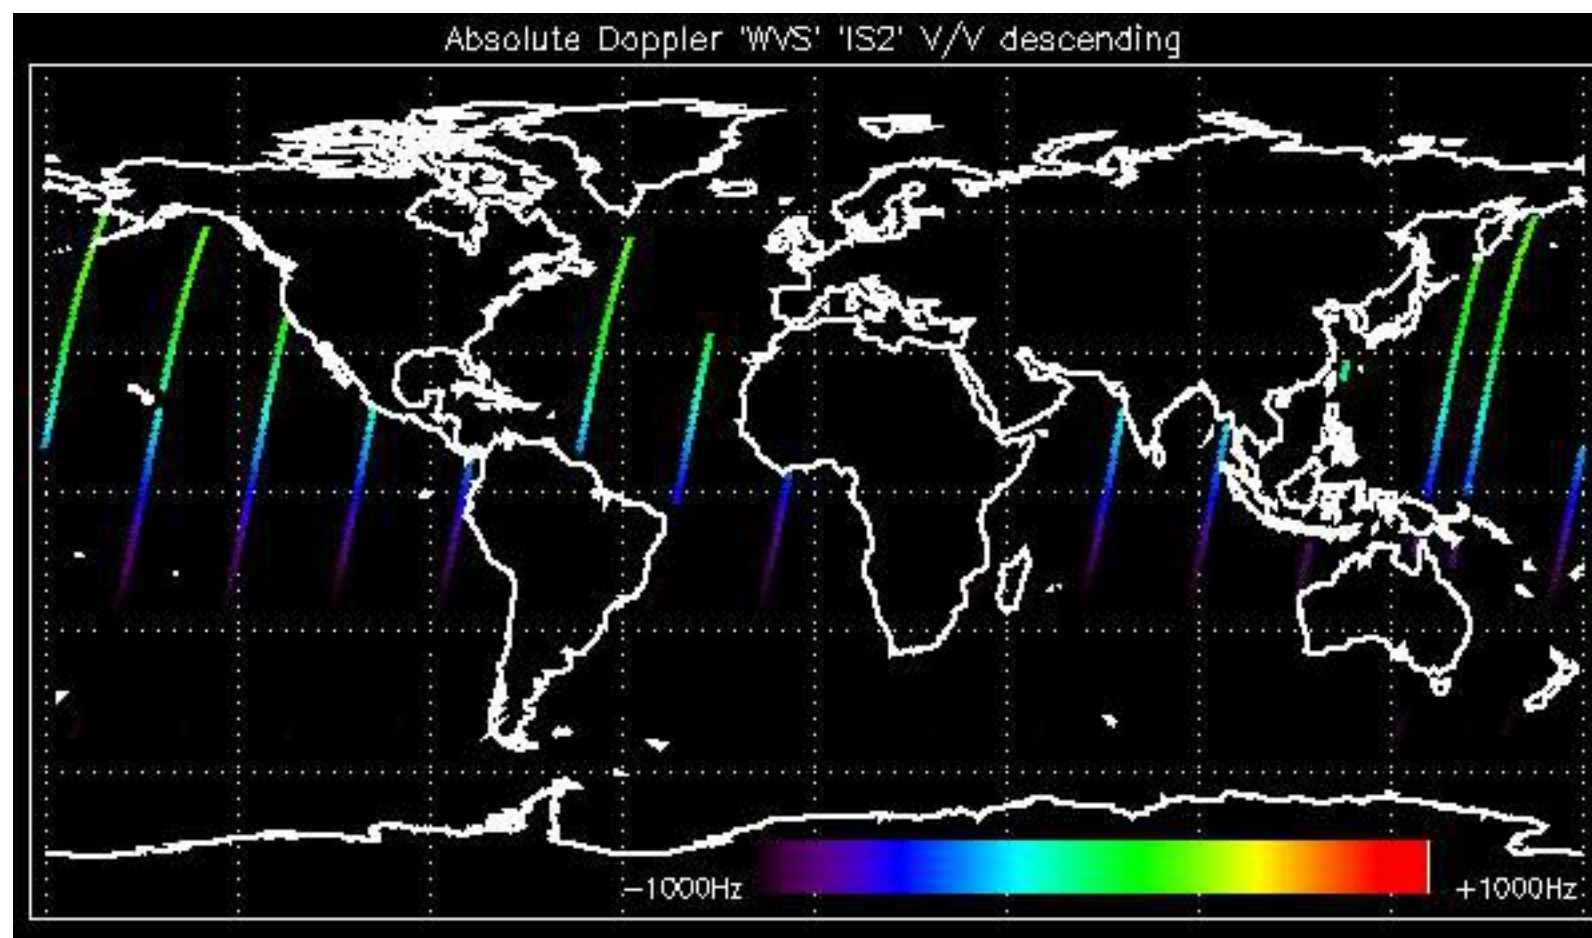 Absolute Doppler 'WVS' 'IS2' V/V descending
-1000Hz +1000Hz